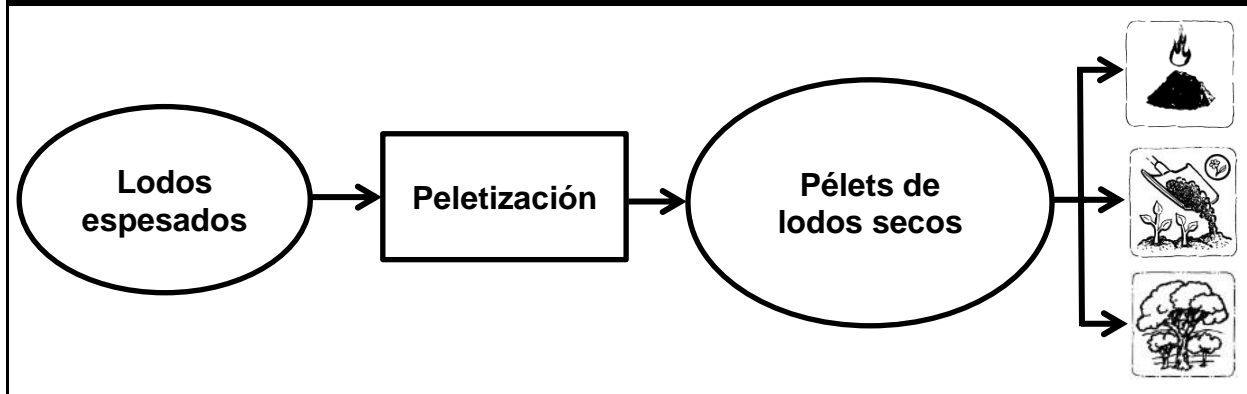 Lodos
espesados
Peletización
Pélets de
lodos secos